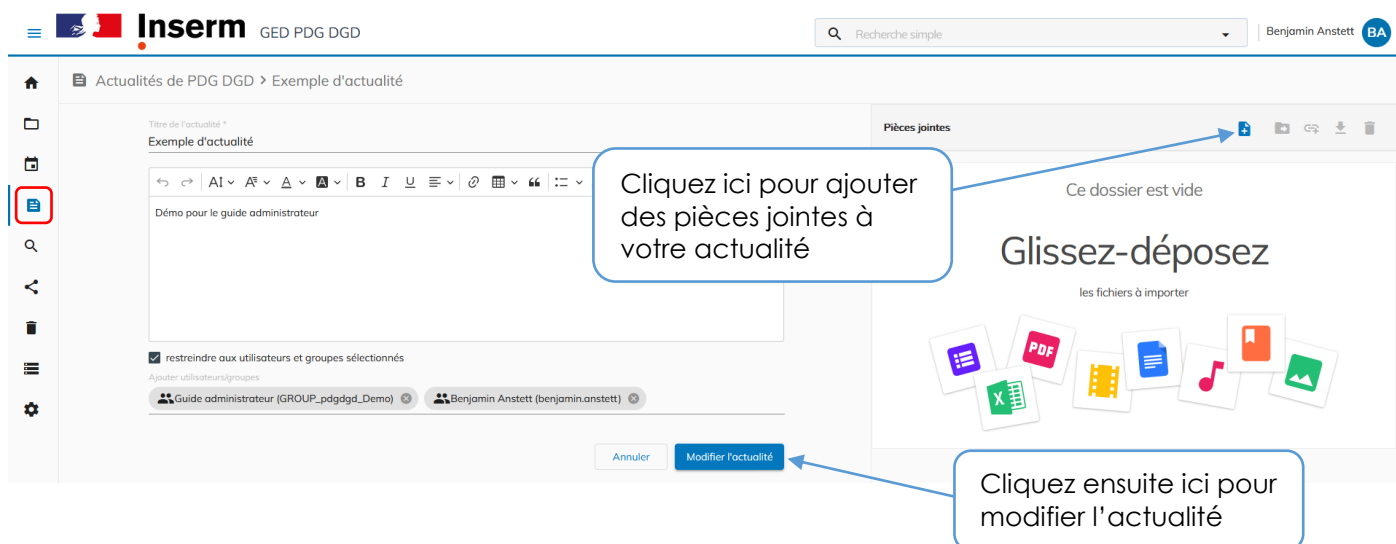 Inserm GED PDG DGD
Recherche simple
Benjamin Anstett BA
Actualités de PDG DGD > Exemple d'actualité
Titre de l'actualité *
Exemple d'actualité
Démo pour le guide administrateur
restreindre aux utilisateurs et groupes sélectionnés
Ajouter utilisateurs/groupes
Guide administrateur (GROUP_pdgdgd_Demo)
Benjamin Anstett (benjamin.anstett)
Annuler
Modifier l'actualité
Pièces jointes
Cliquez ici pour ajouter
des pièces jointes à
votre actualité
Ce dossier est vide
Glissez-déposez
les fichiers à importer
PDF
X
Cliquez ensuite ici pour
modifier l’actualité